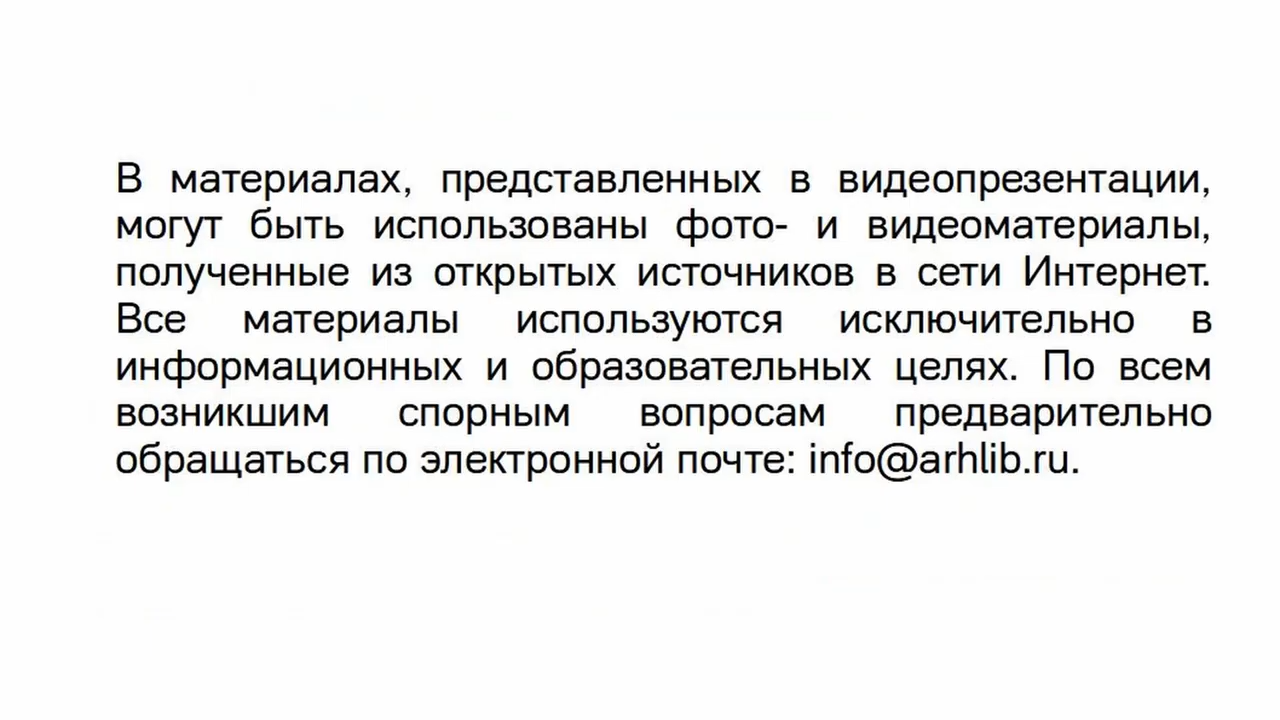 В материалах, представленных в видеопрезентации,
могут быть использованы фото- и видеоматериалы,
полученные из открытых источников в сети Интернет.
Все материалы используются исключительно в
информационных и образовательных целях. По всем
возникшим спорным вопросам предварительно
обращаться по электронной почте: info@arhlib.ru.